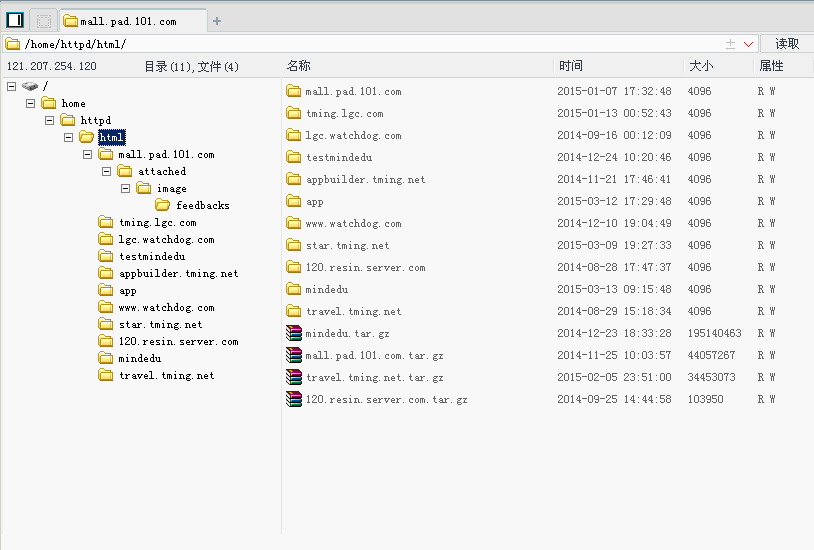 mall.pad.101.com
/home/httpd/html/ 读取
121.207.254.120 目录(11),文件(4)
/
home
httpd
html
mall.pad.101.com
attached
image
feedbacks
tming.lgc.com
lgc.watchdog.com
testmindedu
appbuilder.tming.net
app
www.watchdog.com
star.tming.net
120.resin.server.com
mindedu
travel.tming.net
名称 时间 大小 属性
mall.pad.101.com 2015-01-07 17:32:48 4096 R W
tming.lgc.com 2015-01-13 00:52:43 4096 R W
lgc.watchdog.com 2014-09-16 00:12:09 4096 R W
testmindedu 2014-12-24 10:20:46 4096 R W
appbuilder.tming.net 2014-11-21 17:46:41 4096 R W
app 2015-03-12 17:29:48 4096 R W
www.watchdog.com 2014-12-10 19:04:49 4096 R W
star.tming.net 2015-03-09 19:27:33 4096 R W
120.resin.server.com 2014-08-28 17:47:37 4096 R W
mindedu 2015-03-13 09:15:48 4096 R W
travel.tming.net 2014-08-29 15:18:34 4096 R W
mindedu.tar.gz 2014-12-23 18:33:28 195140463 R W
mall.pad.101.com.tar.gz 2014-11-25 10:03:57 44057267 R W
travel.tming.net.tar.gz 2015-02-05 23:51:00 34453073 R W
120.resin.server.com.tar.gz 2014-09-25 14:44:58 103950 R W